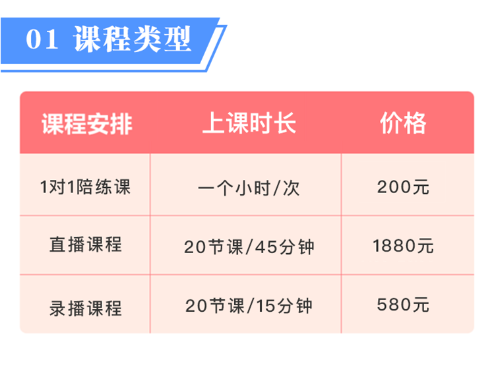 01 课程类型
课程安排 上课时长 价格
1对1陪练课 一个小时/次 200元
直播课程 20节课/45分钟 1880元
录播课程 20节课/15分钟 580元